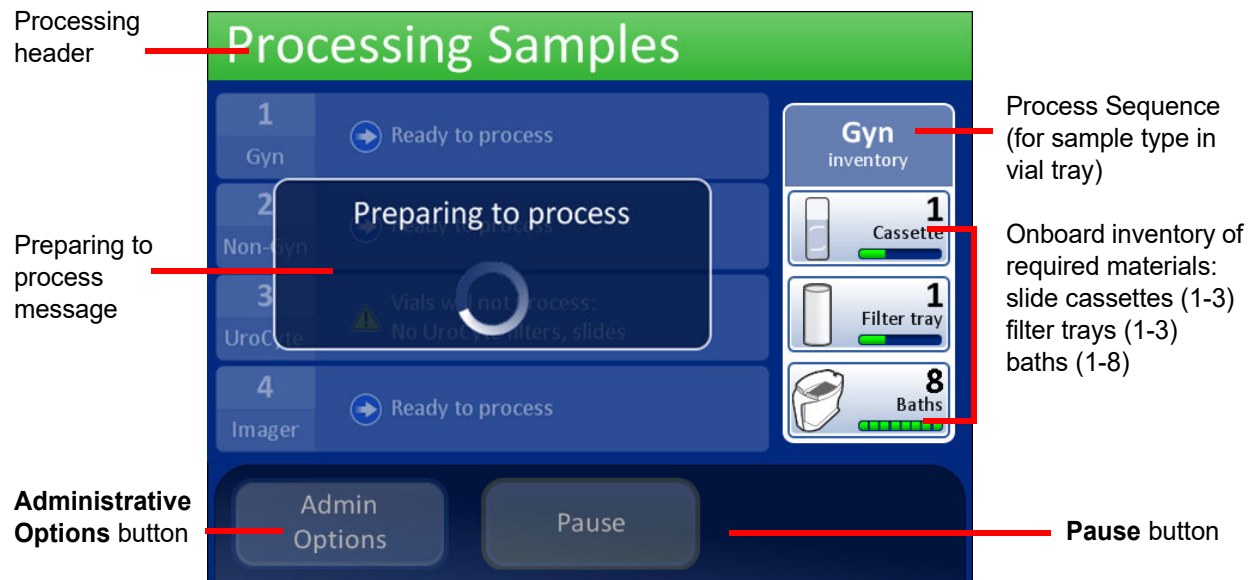 Processing
header
Processing Samples
1
Gyn
Ready to process
Gyn
inventory
Process Sequence
(for sample type in
vial tray)
2
Non-Gyn
Ready to process
Preparing to process
1
Cassette
Preparing to
process
message
Onboard inventory of
required materials:
slide cassettes (1-3)
filter trays (1-3)
baths (1-8)
3
UroCyte
Vials will not process:
No UroCyte filters, slides
1
Filter tray
4
Imager
Ready to process
8
Baths
Administrative
Options button
Admin
Options
Pause
Pause button